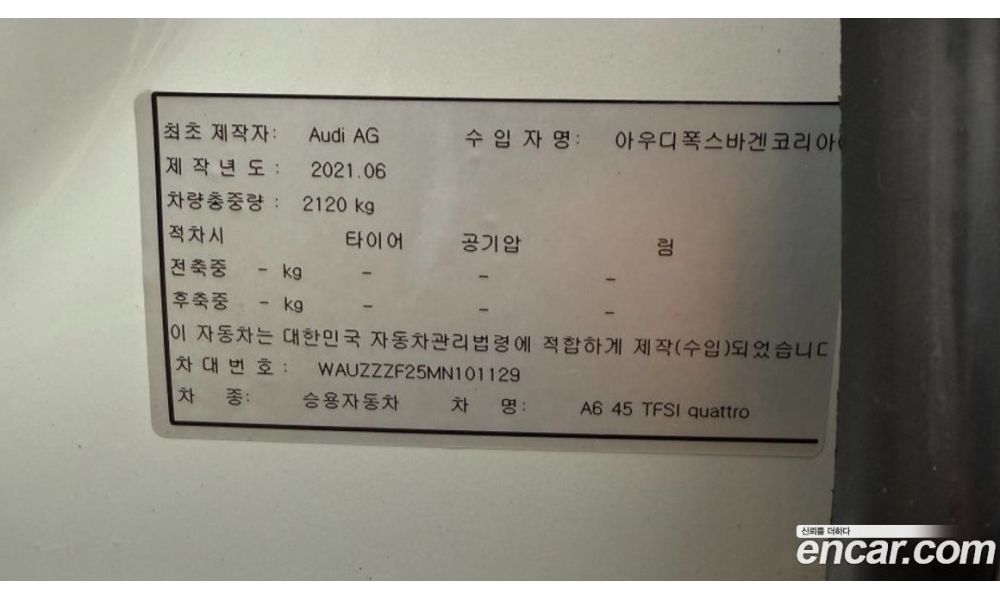 최초 제작자: Audi AG 수 입 자 명: 아우디폭스바겐코리아
제 작 년 도 : 2021.06
차량총중량 : 2120 kg
적차시 타이어 공기압 림
전축중 - kg - - -
후축중 - kg - - -
이 자동차는 대한민국 자동차관리법령에 적합하게 제작(수입)되었습니
차 대 번 호 : WAUZZZF25MN101129
차 종: 승용자동차 차 명: A6 45 TFSI quattro
신뢰를 더하다
encar.com